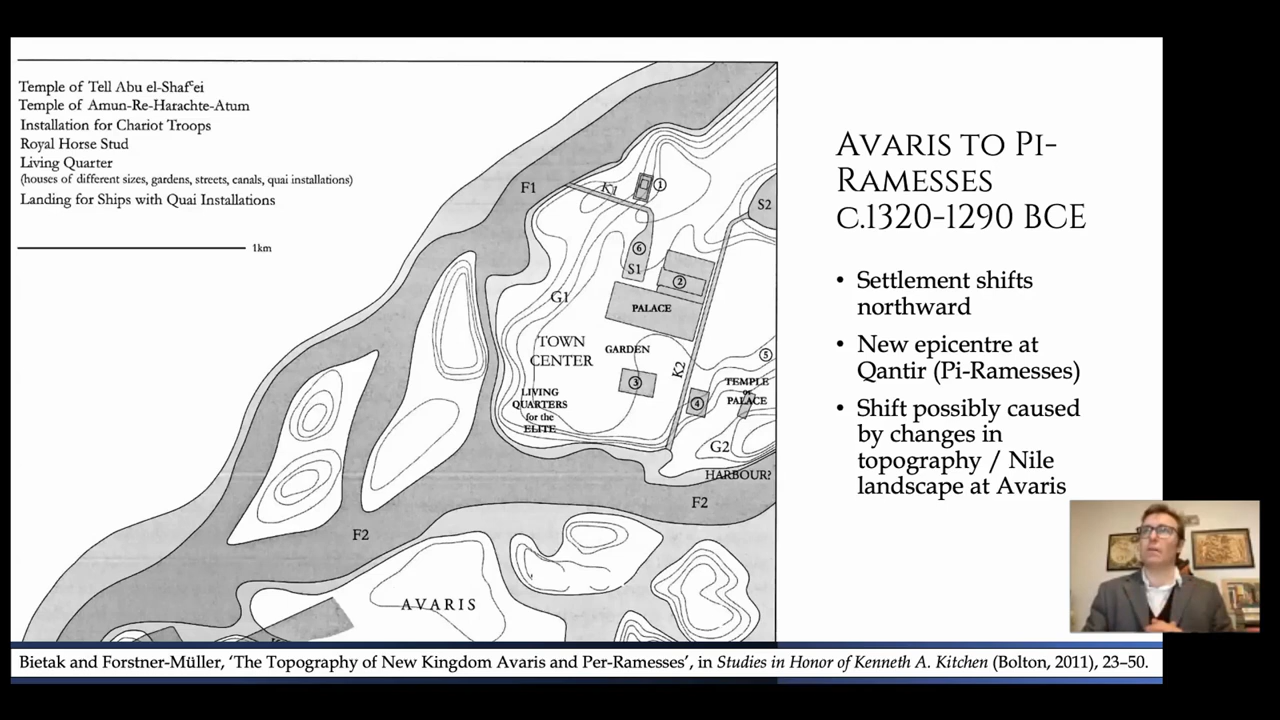 Temple of Tell Abu el-Shafᶜei
Temple of Amun-Re-Harachte-Atum
Installation for Chariot Troops
Royal Horse Stud
Living Quarter
(houses of different sizes, gardens, streets, canals, quai installations)
Landing for Ships with Quai Installations
1km
F1
K1
①
S2
⑥
S1
②
G1
PALACE
TOWN
CENTER
GARDEN
K2
⑤
③
LIVING
QUARTERS
for the
ELITE
④
TEMPLE
OF
PALACE
G2
HARBOUR?
F2
F2
AVARIS
AVARIS TO PI-
RAMESSES
C.1320-1290 BCE
• Settlement shifts
northward
• New epicentre at
Qantir (Pi-Ramesses)
• Shift possibly caused
by changes in
topography / Nile
landscape at Avaris
Bietak and Forstner-Müller, ‘The Topography of New Kingdom Avaris and Per-Ramesses’, in Studies in Honor of Kenneth A. Kitchen (Bolton, 2011), 23–50.